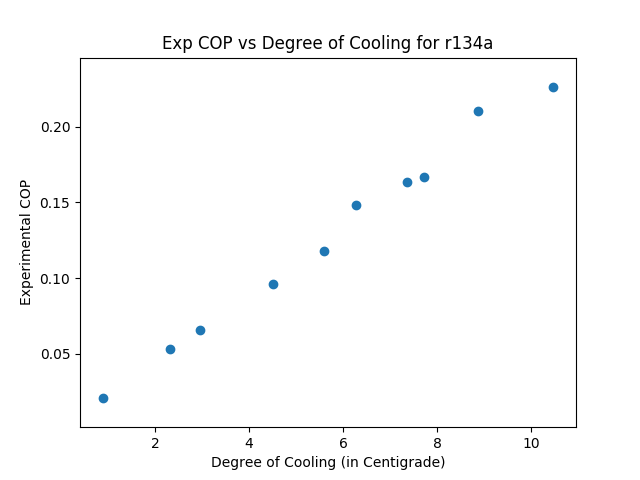 Exp COP vs Degree of Cooling for r134a
0.20
0.15
0.10
0.05
Experimental COP
2 4 6 8 10
Degree of Cooling (in Centigrade)